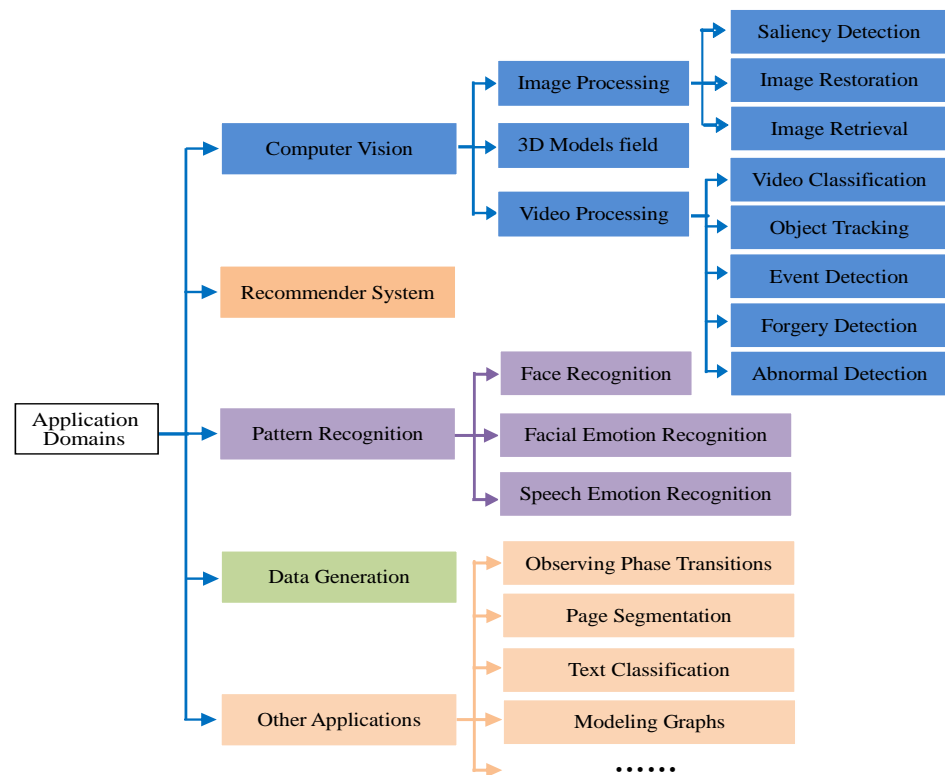 Application
Domains
Computer Vision
Image Processing
Saliency Detection
Image Restoration
Image Retrieval
3D Models field
Video Processing
Video Classification
Object Tracking
Event Detection
Forgery Detection
Abnormal Detection
Recommender System
Pattern Recognition
Face Recognition
Facial Emotion Recognition
Speech Emotion Recognition
Data Generation
Other Applications
Observing Phase Transitions
Page Segmentation
Text Classification
Modeling Graphs
……